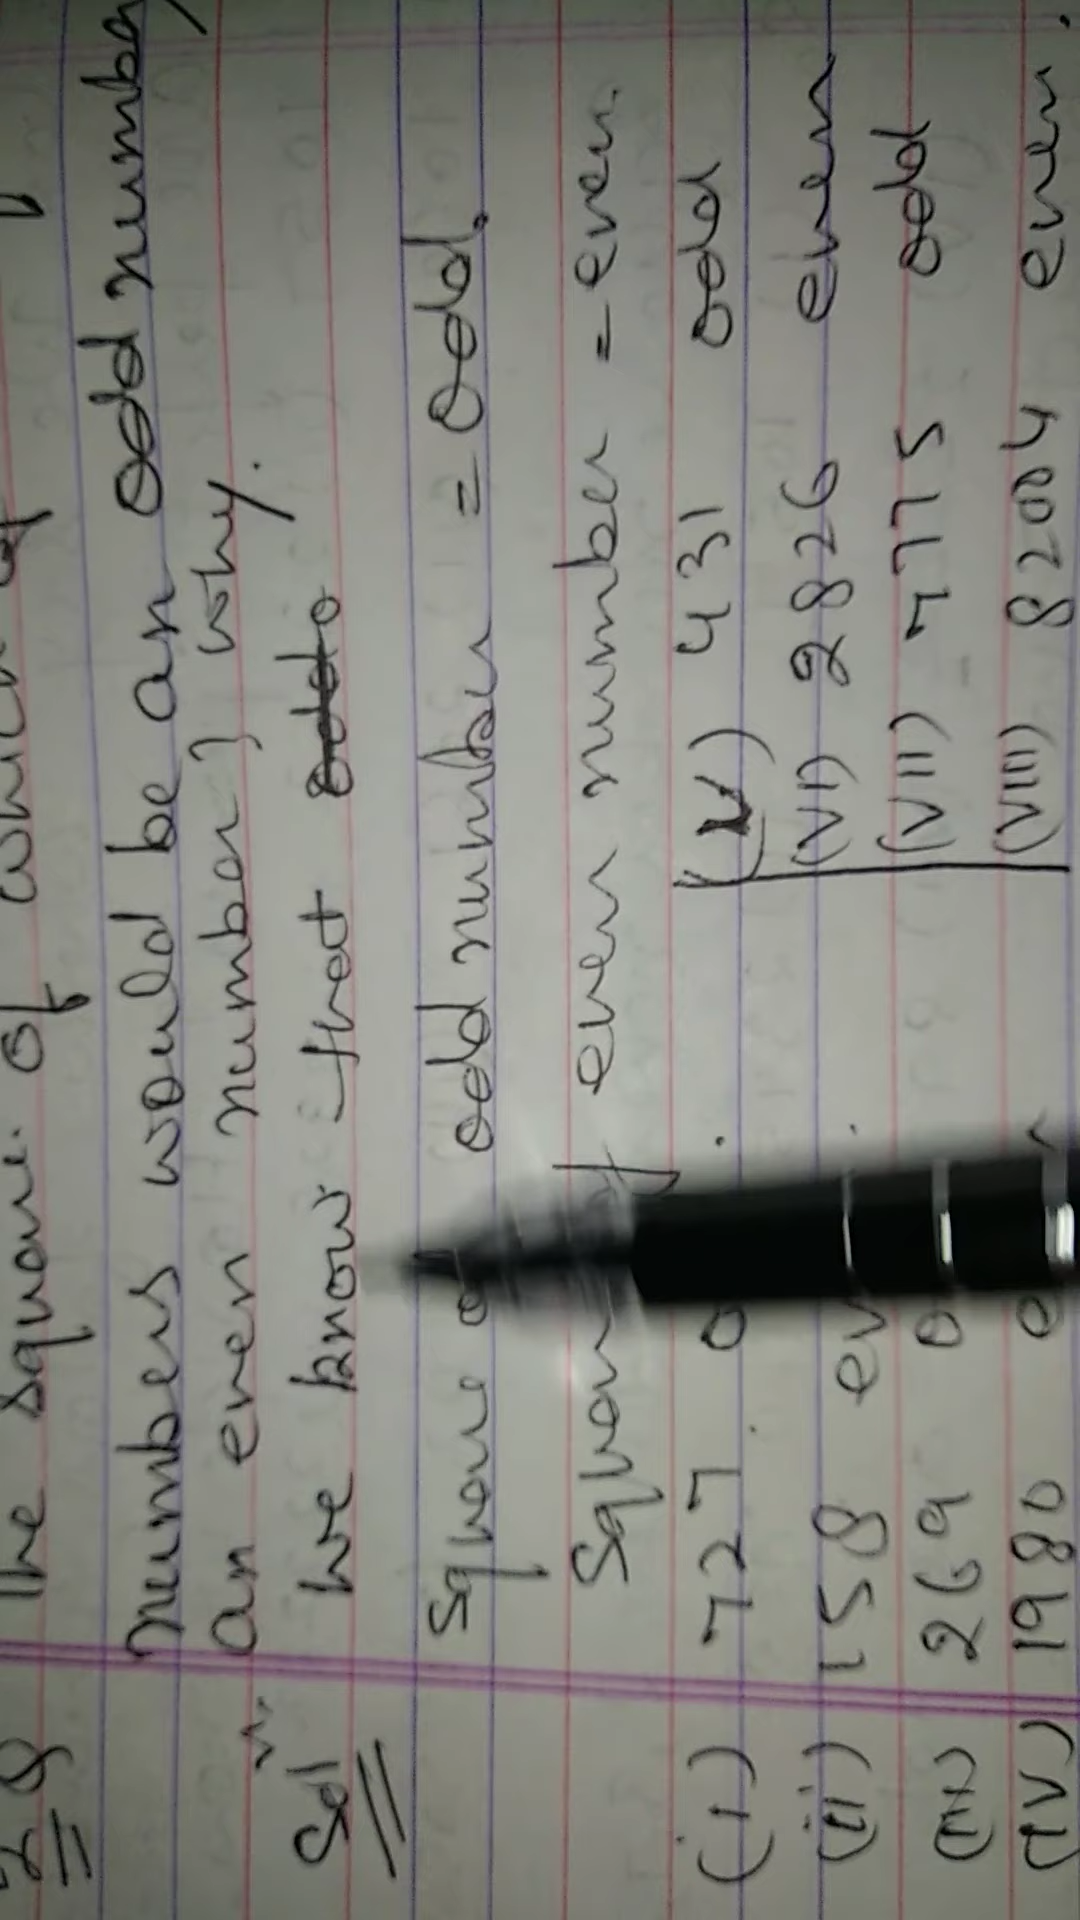 28 The square of which of
numbers would be an odd number,
an even number) why.
Sol n. we know that
Square o odd number = odd.
Square of even number = even.
(i) 727 o (V) 431 odd
(ii) 158 ev (VI) 2826 even
(III) 269 o (VII) 7775 odd
(IV) 1980 e (VIII) 82004 even.